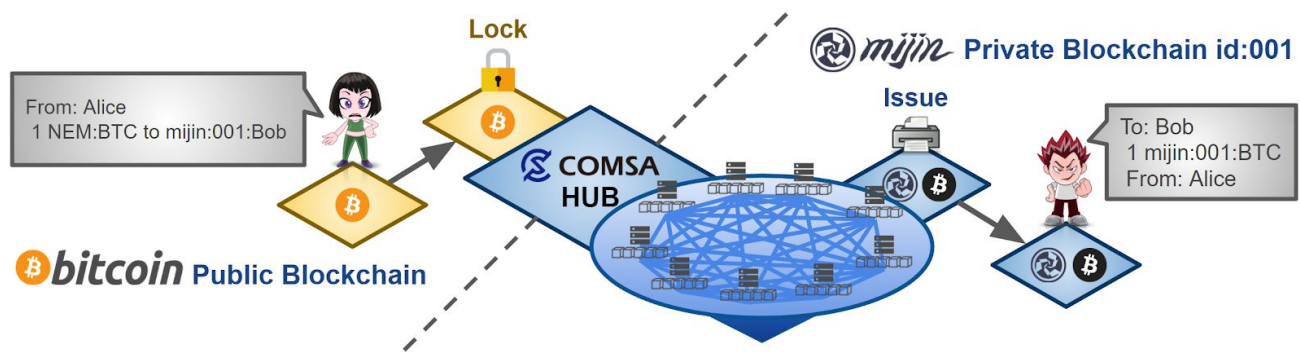 Lock
mijin Private Blockchain id:001
Issue
From: Alice
1 NEM:BTC to mijin:001:Bob
To: Bob
1 mijin:001:BTC
From: Alice
COMSA
HUB
bitcoin Public Blockchain